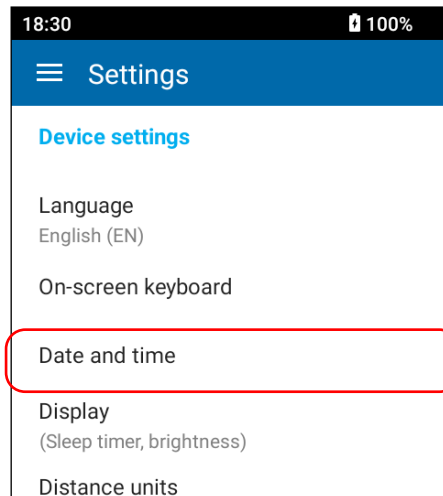 18:30 100%
Settings
Device settings
Language
English (EN)
On-screen keyboard
Date and time
Display
(Sleep timer, brightness)
Distance units